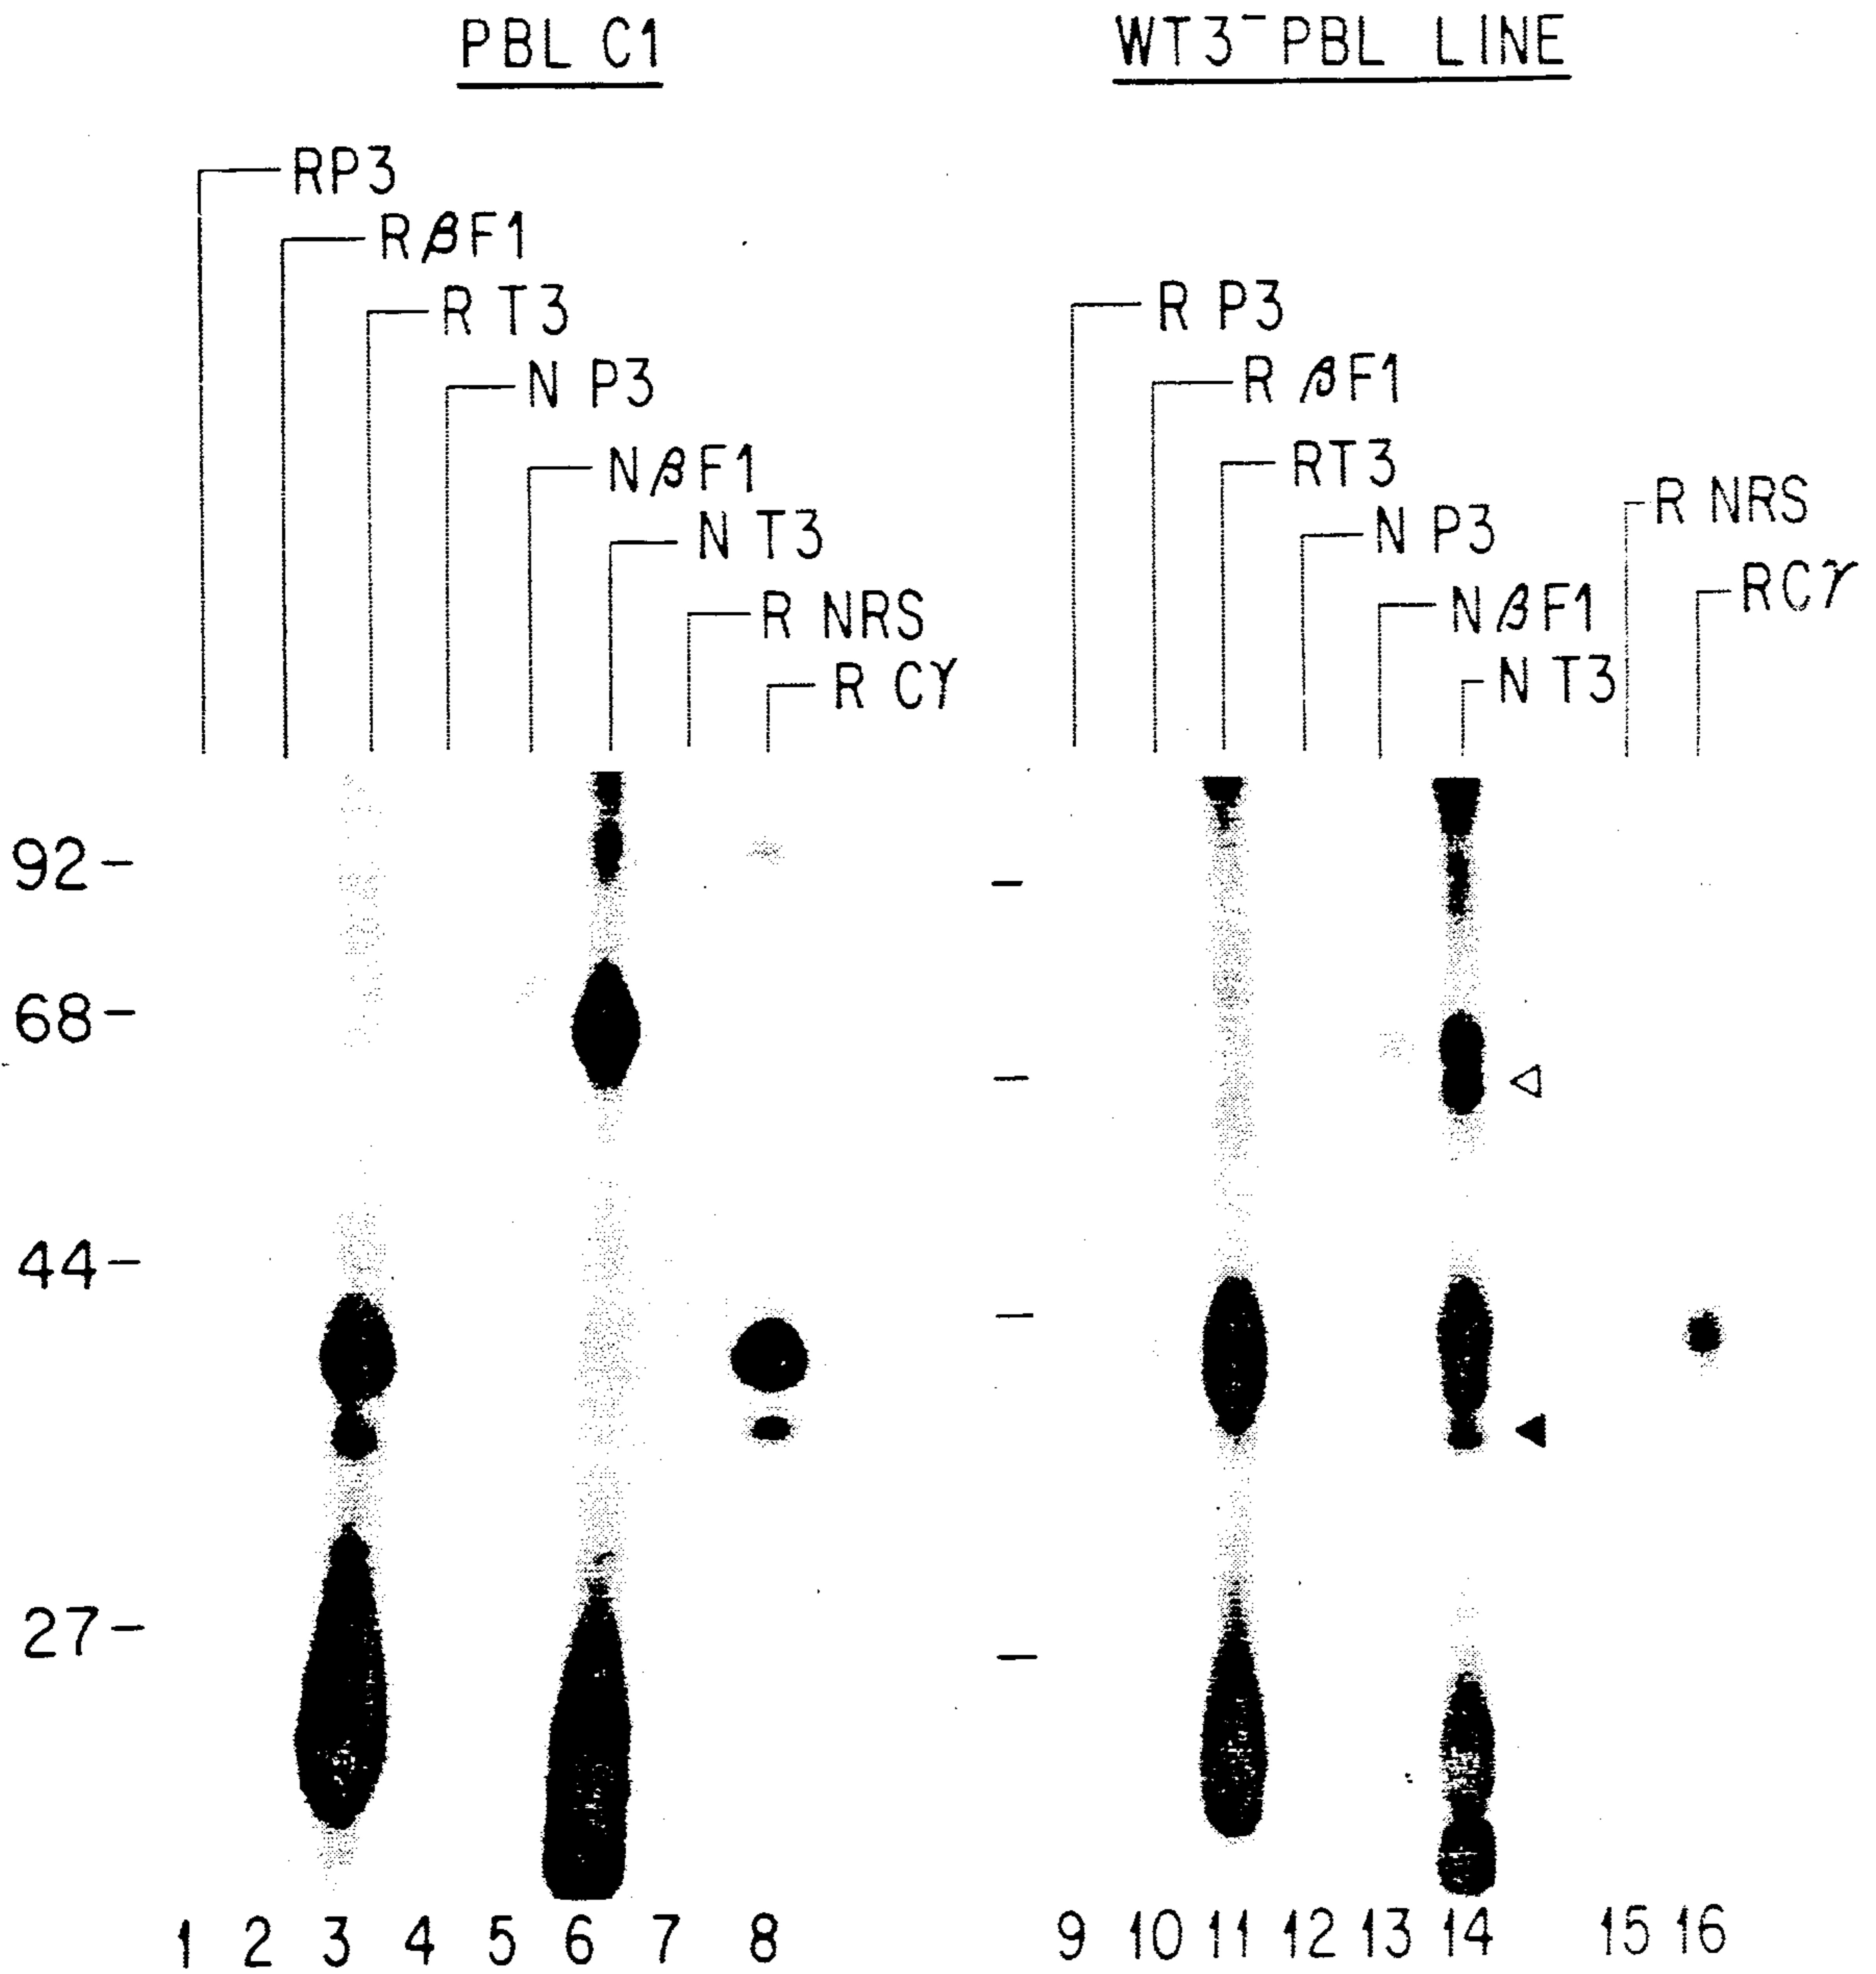 PBL C1
WT3⁻ PBL LINE
RP3
RβF1
R T3
N P3
NβF1
N T3
R NRS
R Cγ
R P3
R βF1
RT3
N P3
NβF1
N T3
R NRS
RCγ
92-
68-
44-
27-
1 2 3 4 5 6 7 8
9 10 11 12 13 14 15 16